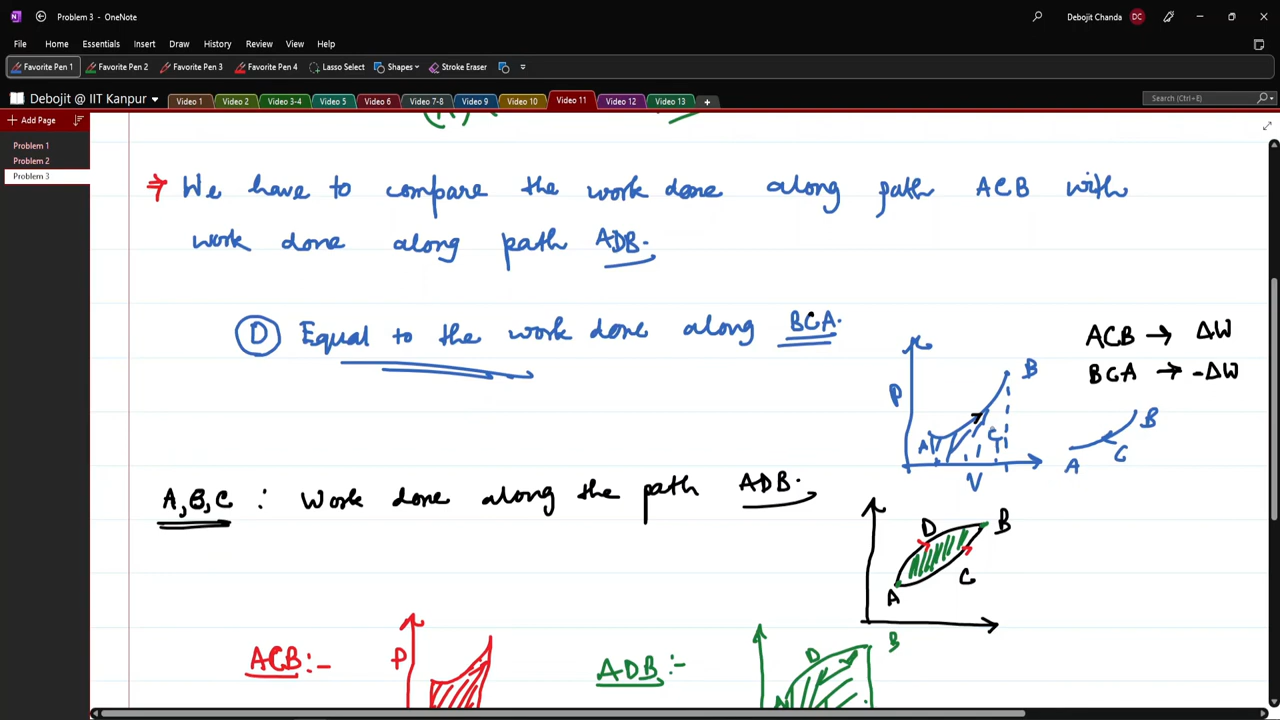 Problem 3 - OneNote
Debojit Chanda DC
File Home Essentials Insert Draw History Review View Help
Favorite Pen 1 Favorite Pen 2 Favorite Pen 3 Favorite Pen 4 Lasso Select Shapes Stroke Eraser
Debojit @ IIT Kanpur Video 1 Video 2 Video 3-4 Video 5 Video 6 Video 7-8 Video 9 Video 10 Video 11 Video 12 Video 13 + Search (Ctrl+E)
Add Page
Problem 1
Problem 2
Problem 3
⇒ We have to compare the work done along path ACB with
work done along path ADB.
D Equal to the work done along BCA.
ACB → ΔW
BCA → -ΔW
P
B
A
C
V
B
C
A
A, B, C : Work done along the path ADB.
D
B
C
A
ACB :-
P
ADB :-
D
B
A